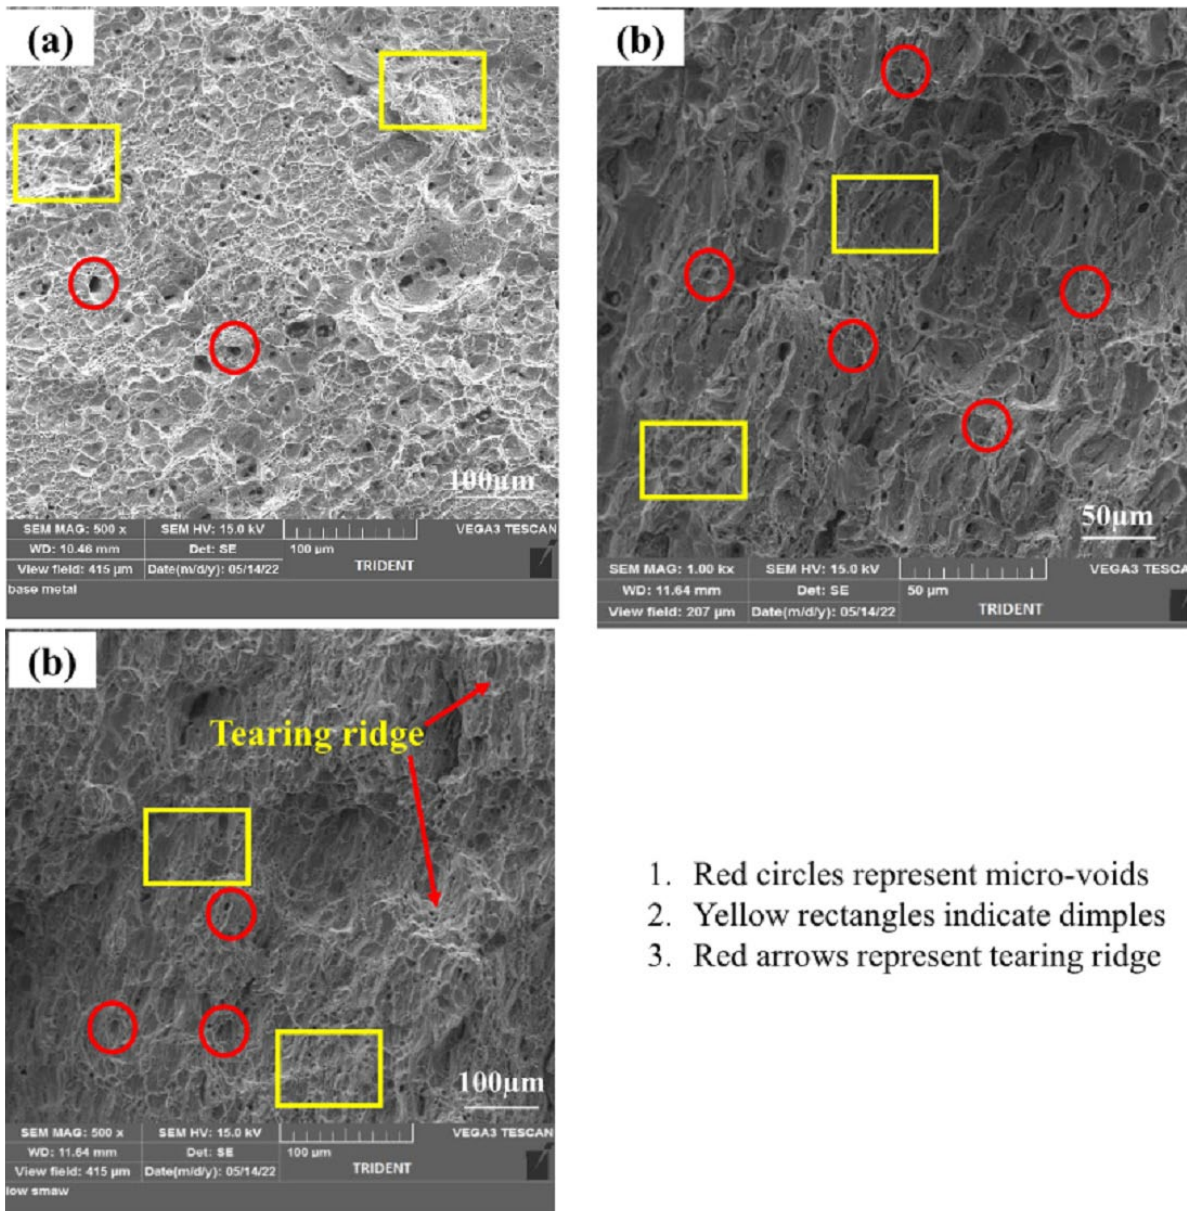 (a)
100μm
SEM MAG: 500 x SEM HV: 15.0 kV VEGA3 TESCAN
WD: 10.46 mm Det: SE 100 μm
View field: 415 μm Date(m/d/y): 05/14/22 TRIDENT
base metal
(b)
50μm
SEM MAG: 1.00 kx SEM HV: 15.0 kV VEGA3 TESCA
WD: 11.64 mm Det: SE 50 μm
View field: 207 μm Date(m/d/y): 05/14/22 TRIDENT
(b)
Tearing ridge
100μm
SEM MAG: 500 x SEM HV: 15.0 kV VEGA3 TESCAN
WD: 11.64 mm Det: SE 100 μm
View field: 415 μm Date(m/d/y): 05/14/22 TRIDENT
low smaw
1. Red circles represent micro-voids
2. Yellow rectangles indicate dimples
3. Red arrows represent tearing ridge